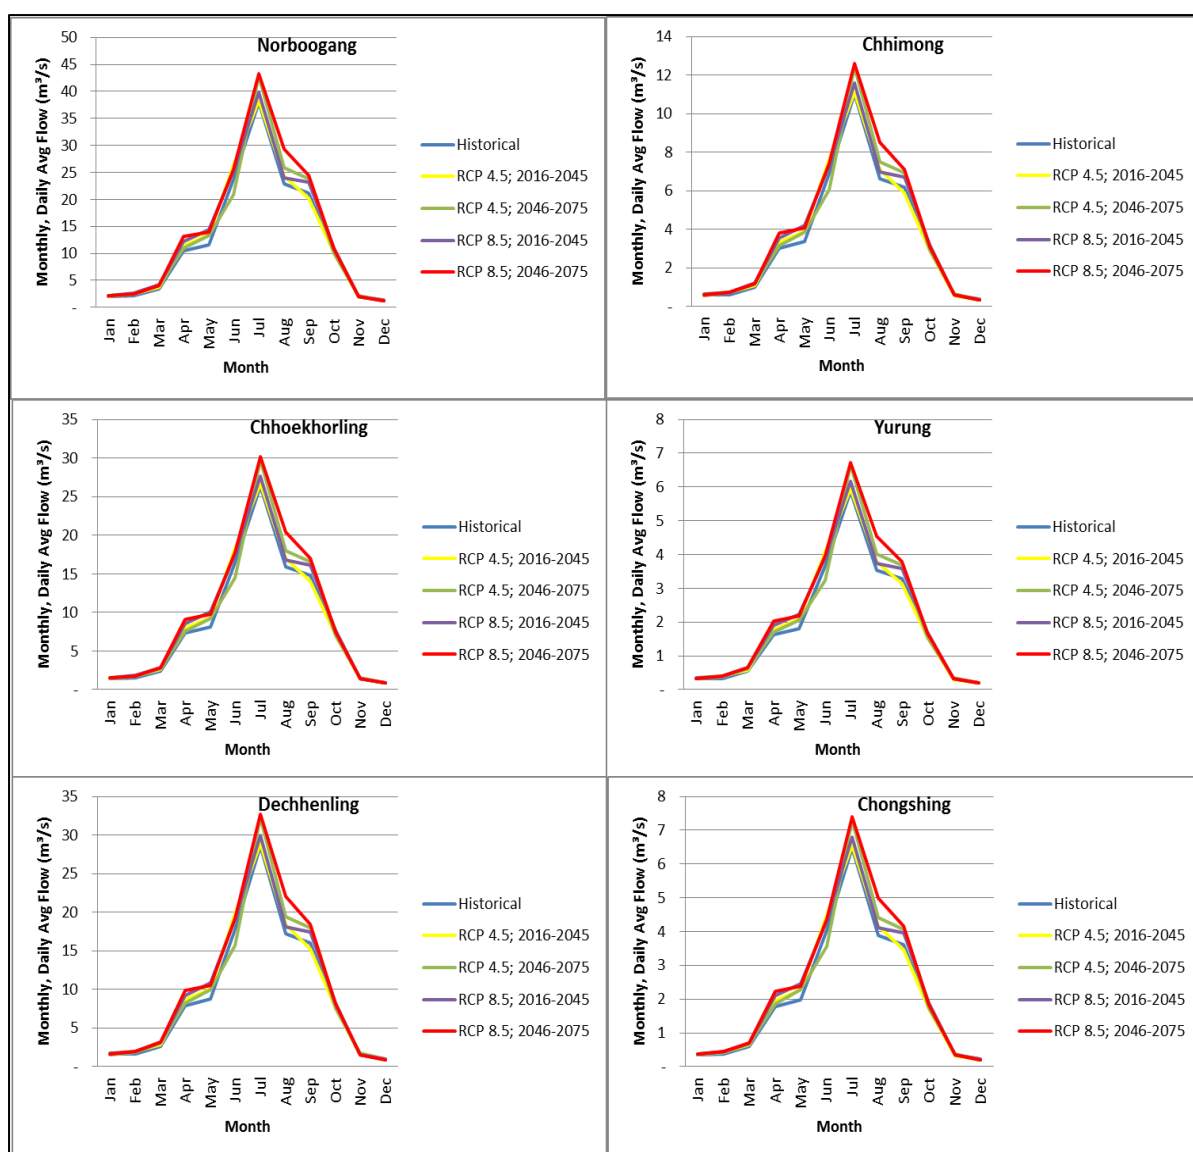 Norboogang
Monthly, Daily Avg Flow (m³/s)
50
45
40
35
30
25
20
15
10
5
-
Jan Feb Mar Apr May Jun Jul Aug Sep Oct Nov Dec
Month
Historical
RCP 4.5; 2016-2045
RCP 4.5; 2046-2075
RCP 8.5; 2016-2045
RCP 8.5; 2046-2075
Chhimong
Monthly, Daily Avg Flow (m³/s)
14
12
10
8
6
4
2
-
Jan Feb Mar Apr May Jun Jul Aug Sep Oct Nov Dec
Month
Historical
RCP 4.5; 2016-2045
RCP 4.5; 2046-2075
RCP 8.5; 2016-2045
RCP 8.5; 2046-2075
Chhoekhorling
Monthly, Daily Avg Flow (m³/s)
35
30
25
20
15
10
5
-
Jan Feb Mar Apr May Jun Jul Aug Sep Oct Nov Dec
Month
Historical
RCP 4.5; 2016-2045
RCP 4.5; 2046-2075
RCP 8.5; 2016-2045
RCP 8.5; 2046-2075
Yurung
Monthly, Daily Avg Flow (m³/s)
8
7
6
5
4
3
2
1
-
Jan Feb Mar Apr May Jun Jul Aug Sep Oct Nov Dec
Month
Historical
RCP 4.5; 2016-2045
RCP 4.5; 2046-2075
RCP 8.5; 2016-2045
RCP 8.5; 2046-2075
Dechhenling
Monthly, Daily Avg Flow (m³/s)
35
30
25
20
15
10
5
-
Jan Feb Mar Apr May Jun Jul Aug Sep Oct Nov Dec
Month
Historical
RCP 4.5; 2016-2045
RCP 4.5; 2046-2075
RCP 8.5; 2016-2045
RCP 8.5; 2046-2075
Chongshing
Monthly, Daily Avg Flow (m³/s)
8
7
6
5
4
3
2
1
-
Jan Feb Mar Apr May Jun Jul Aug Sep Oct Nov Dec
Month
Historical
RCP 4.5; 2016-2045
RCP 4.5; 2046-2075
RCP 8.5; 2016-2045
RCP 8.5; 2046-2075